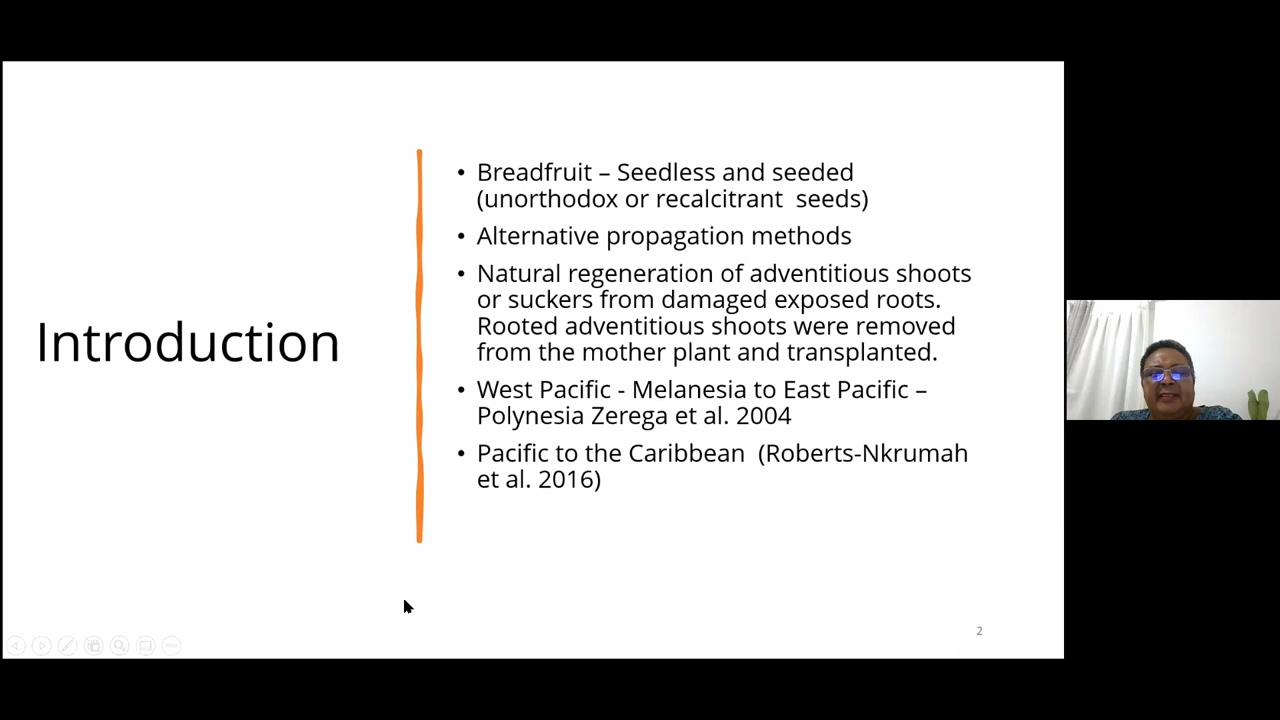 Introduction
• Breadfruit – Seedless and seeded
(unorthodox or recalcitrant  seeds)
• Alternative propagation methods
• Natural regeneration of adventitious shoots
or suckers from damaged exposed roots.
Rooted adventitious shoots were removed
from the mother plant and transplanted.
• West Pacific - Melanesia to East Pacific –
Polynesia Zerega et al. 2004
• Pacific to the Caribbean  (Roberts-Nkrumah
et al. 2016)
2